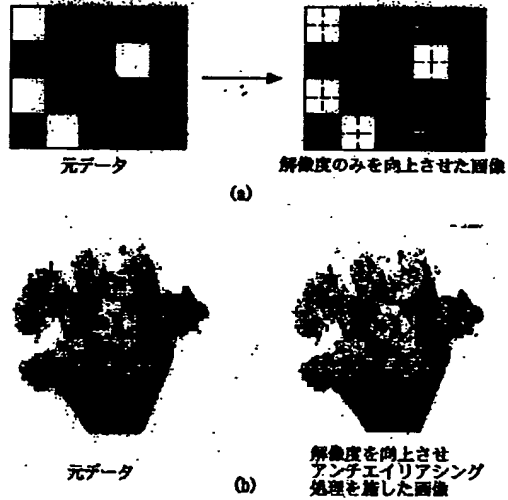 元データ
解像度のみを向上させた画像
(a)
元データ
解像度を向上させ
アンチエイリアシング
処理を施した画像
(b)